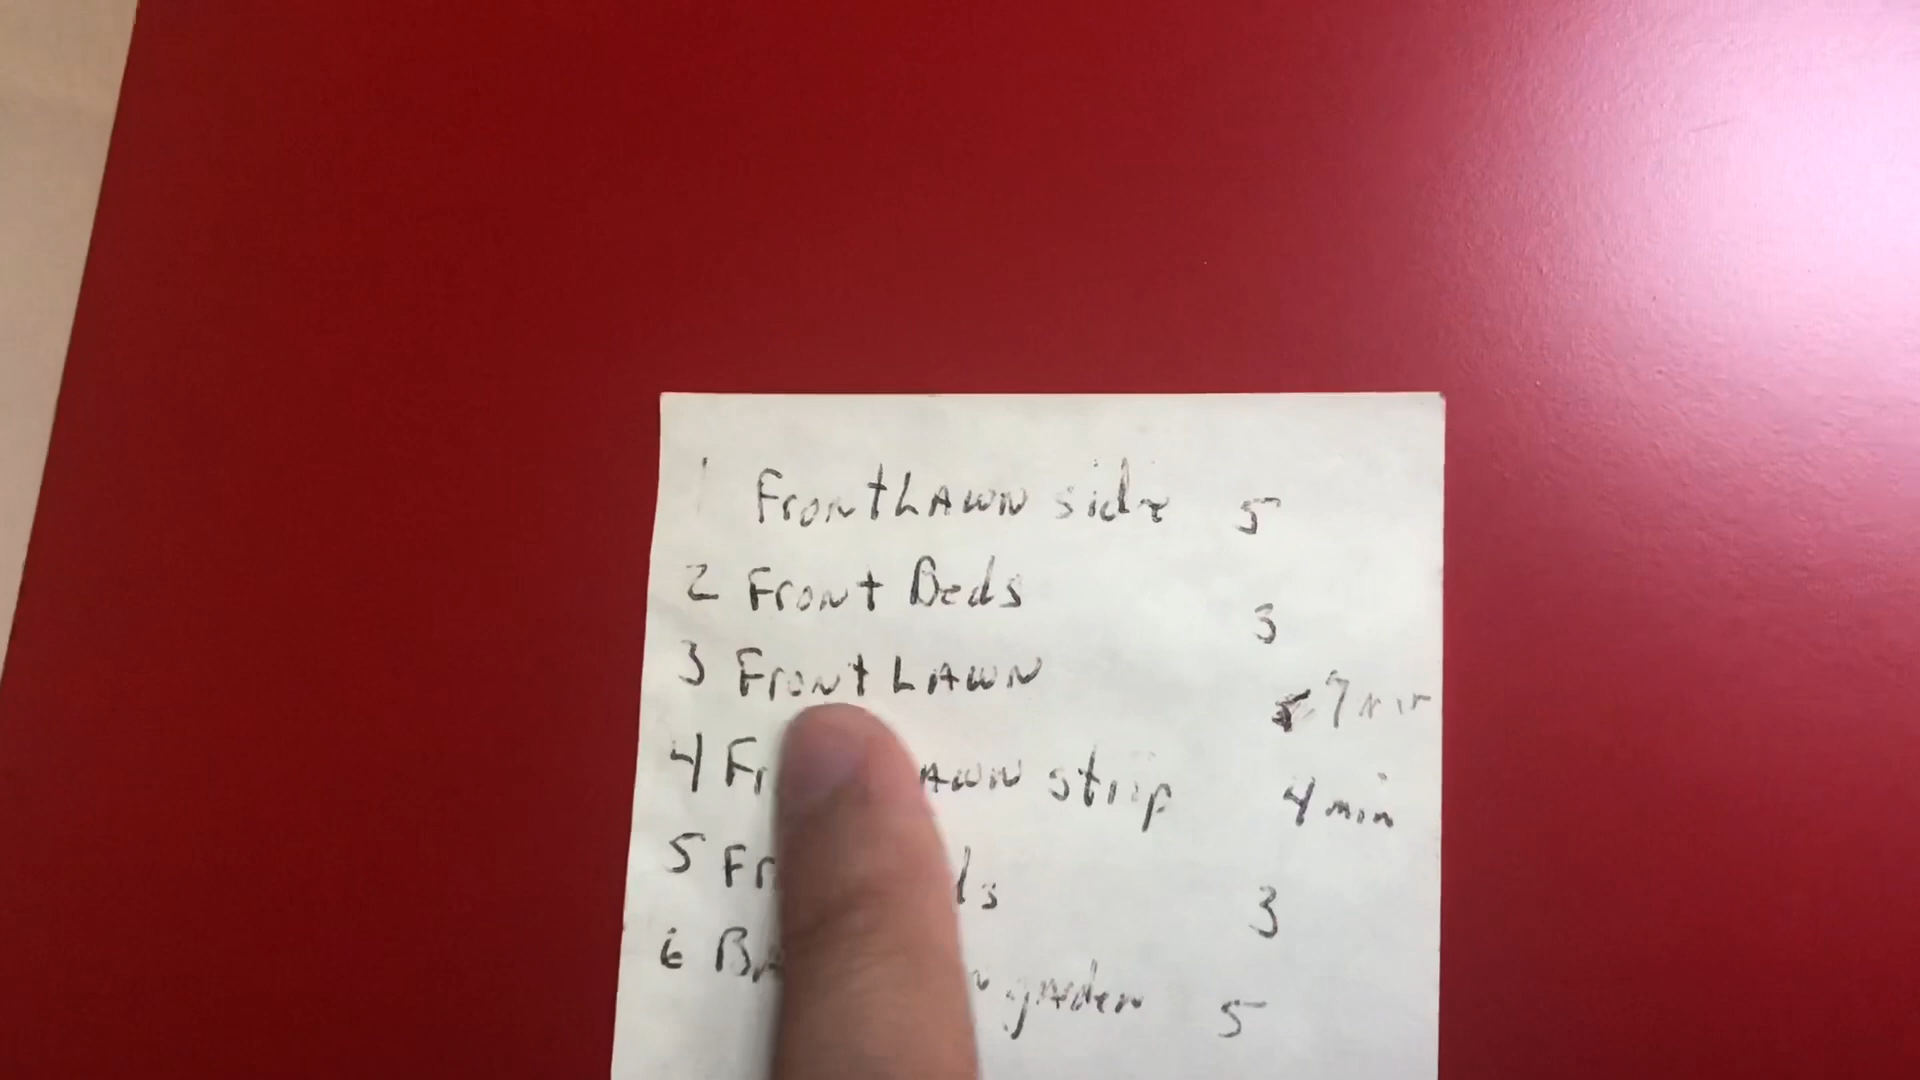 1 Front LAWN side 5
2 Front Beds 3
3 Front LAWN 7 min
4 strip 4 min
5 3
6 garden 5